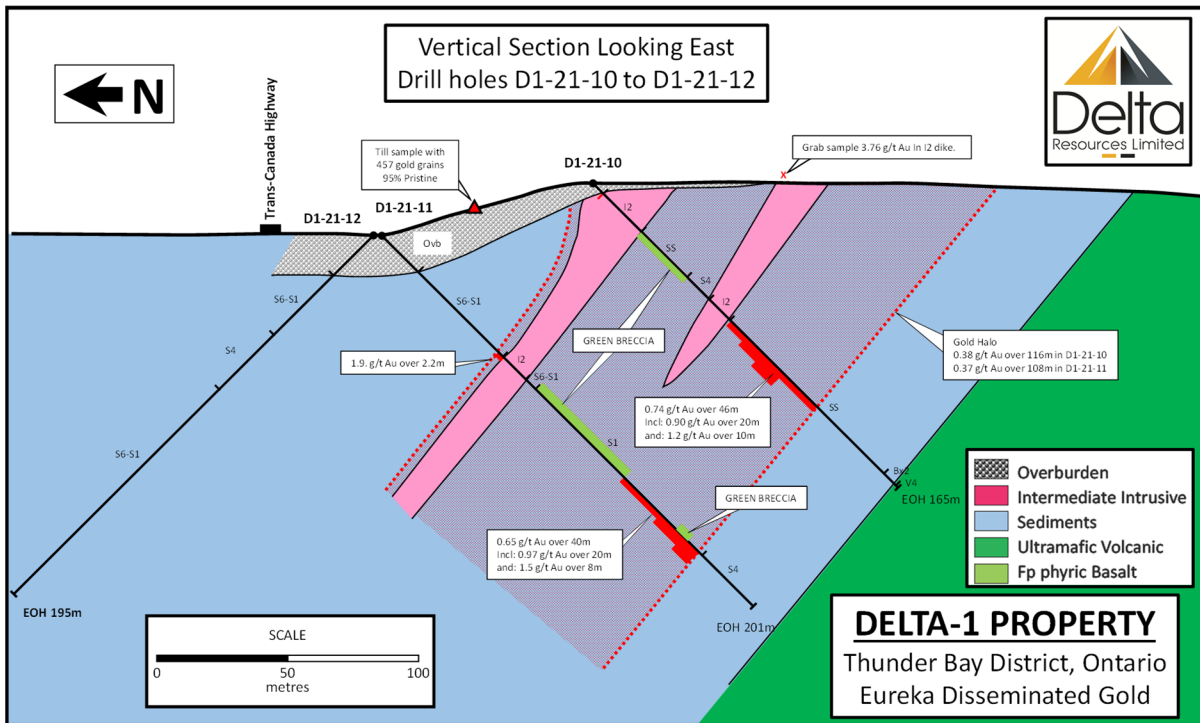 Vertical Section Looking East
Drill holes D1-21-10 to D1-21-12
N
Delta
RESOURCES LIMITED
Trans-Canada Highway
Till sample with
457 gold grains
95% Pristine
D1-21-10
Grab sample 3.76 g/t Au In I2 dike.
x
D1-21-12
D1-21-11
Ovb
I2
SS
S4
I2
S6-S1
S6-S1
S4
GREEN BRECCIA
1.9. g/t Au over 2.2m
I2
S6-S1
Gold Halo
0.38 g/t Au over 116m in D1-21-10
0.37 g/t Au over 108m in D1-21-11
0.74 g/t Au over 46m
Incl: 0.90 g/t Au over 20m
and: 1.2 g/t Au over 10m
SS
S1
S6-S1
Bx2
V4
EOH 165m
GREEN BRECCIA
0.65 g/t Au over 40m
Incl: 0.97 g/t Au over 20m
and: 1.5 g/t Au over 8m
S4
EOH 195m
EOH 201m
Overburden
Intermediate Intrusive
Sediments
Ultramafic Volcanic
Fp phyric Basalt
SCALE
0 50 100
metres
DELTA-1 PROPERTY
Thunder Bay District, Ontario
Eureka Disseminated Gold